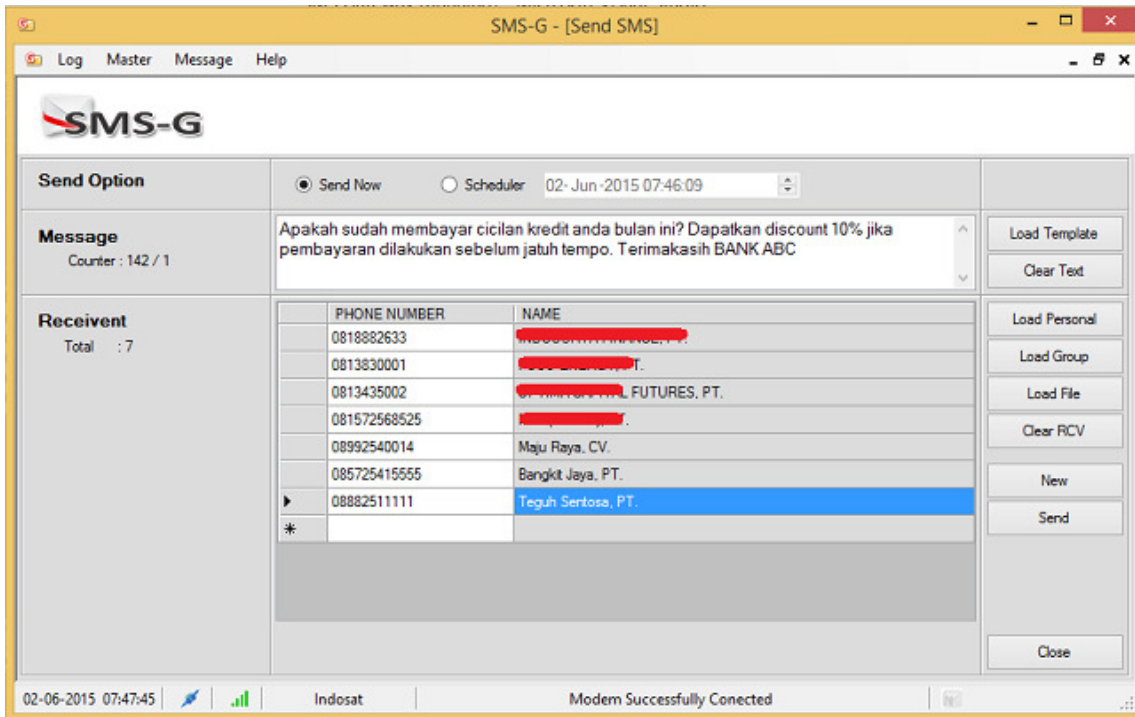 SMS-G - [Send SMS]
Log Master Message Help
SMS-G
Send Option
Send Now Scheduler 02-Jun-2015 07:46:09
Message
Counter : 142 / 1
Apakah sudah membayar cicilan kredit anda bulan ini? Dapatkan discount 10% jika
pembayaran dilakukan sebelum jatuh tempo. Terimakasih BANK ABC
Load Template
Clear Text
Receivent
Total : 7
PHONE NUMBER NAME
0818882633
0813830001
0813435002 FUTURES, PT.
081572568525
08992540014 Maju Raya, CV.
085725415555 Bangkit Jaya, PT.
08882511111 Teguh Sentosa, PT.
Load Personal
Load Group
Load File
Clear RCV
New
Send
Close
02-06-2015 07:47:45 Indosat Modem Successfully Conected